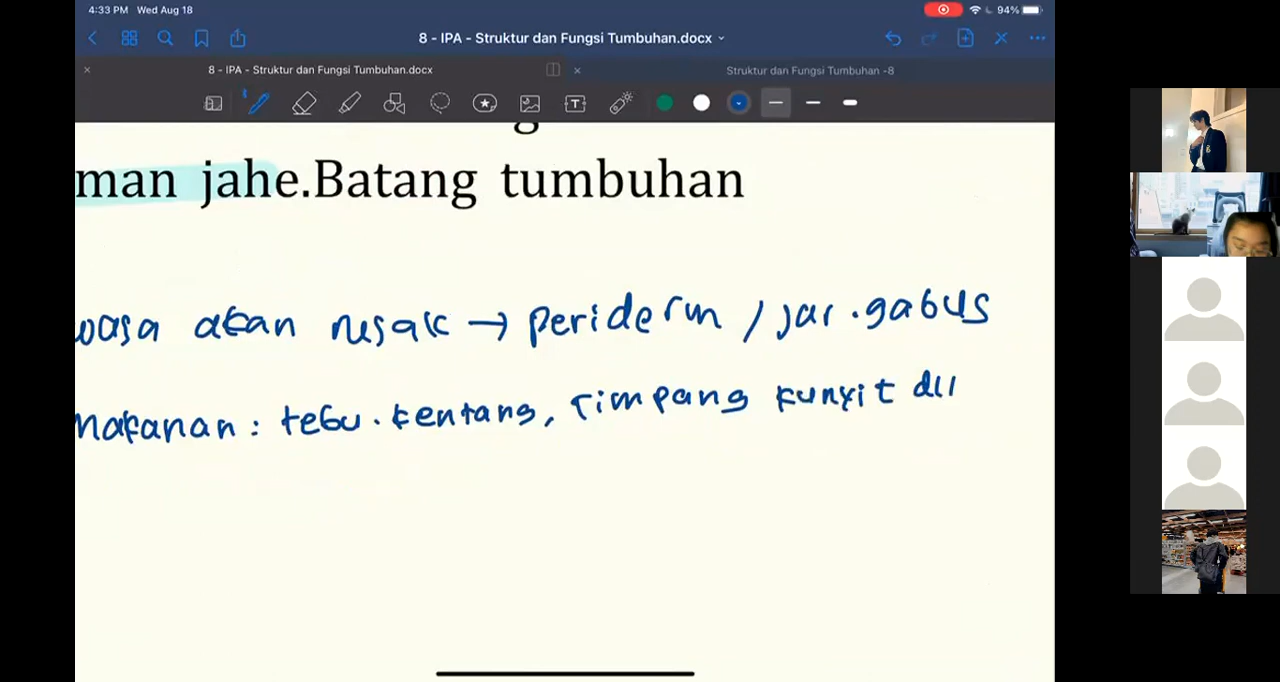 4:33 PM Wed Aug 18
94%
8 - IPA - Struktur dan Fungsi Tumbuhan.docx
8 - IPA - Struktur dan Fungsi Tumbuhan.docx
Struktur dan Fungsi Tumbuhan -8
man jahe.Batang tumbuhan
wasa akan rusak → periderm / jar.gabus
makanan : tebu. kentang, rimpang kunyit dll